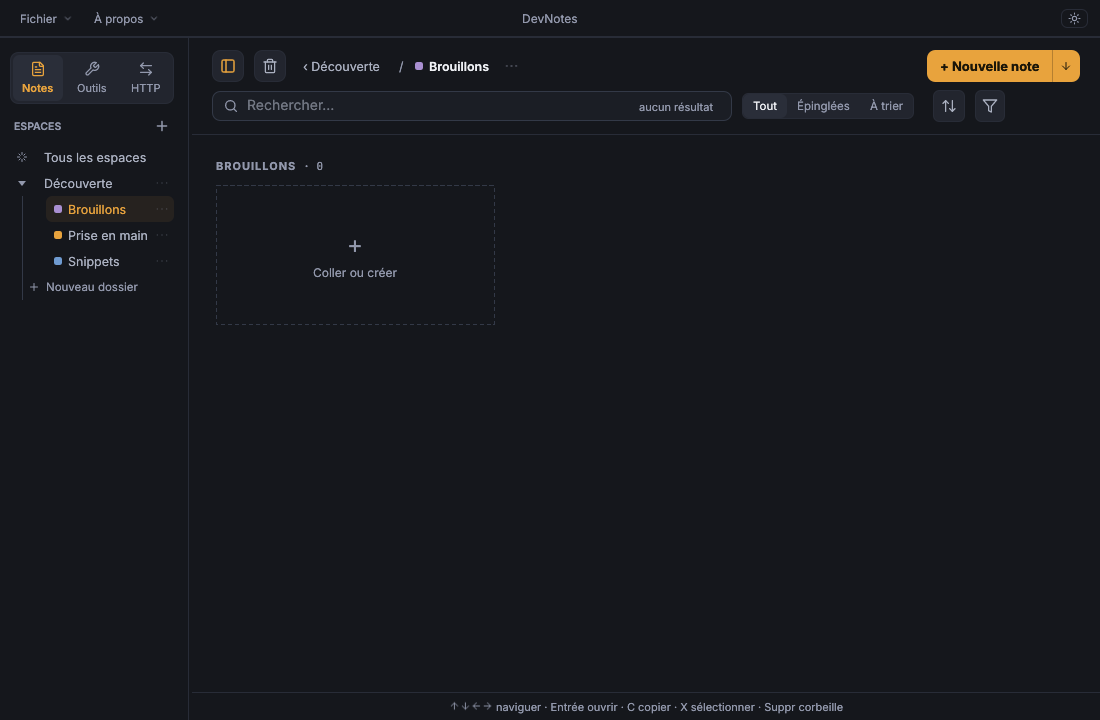 Fichier À propos DevNotes
Notes Outils HTTP
ESPACES
Tous les espaces
Découverte
Brouillons
Prise en main
Snippets
+ Nouveau dossier
‹ Découverte / Brouillons ···
+ Nouvelle note ↓
Rechercher... aucun résultat
Tout Épinglées À trier
BROUILLONS · 0
+
Coller ou créer
↑↓←→ naviguer · Entrée ouvrir · C copier · X sélectionner · Suppr corbeille